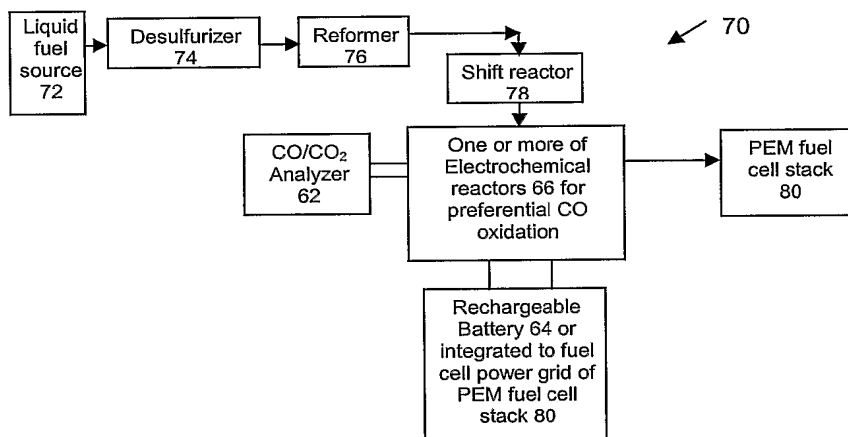 Liquid
fuel
source
72
Desulfurizer
74
Reformer
76
70
Shift reactor
78
CO/CO₂
Analyzer
62
One or more of
Electrochemical
reactors 66 for
preferential CO
oxidation
PEM fuel
cell stack
80
Rechargeable
Battery 64 or
integrated to fuel
cell power grid of
PEM fuel cell
stack 80